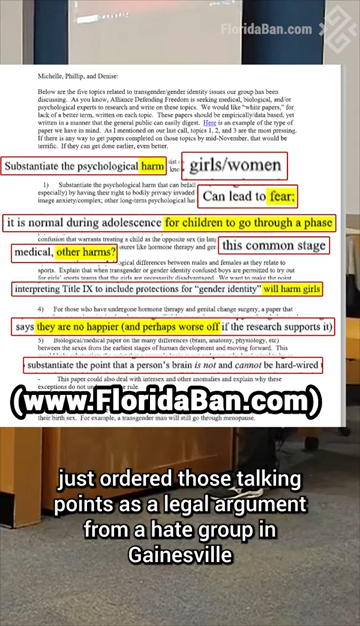 FloridaBan.com
Michelle, Phillip, and Denise:
Below are the five topics related to transgender/gender identity issues our group has been
discussing. As you know, Alliance Defending Freedom is seeking medical, biological, and/or
psychological experts to research and write on these topics. We would like "white papers," for
lack of a better term, written on each topic. These papers should be empirically/data based, yet
written in a manner that the general public can easily digest. Here is an example of the type of
paper we have in mind. As I mentioned on our last call, topics 1, 2, and 3 are the most pressing.
If there is any way to get papers completed on those topics by mid-November, that would be
terrific. If they can get done earlier, even better.
Substantiate the psychological harm
girls/women
1) Substantiate the psychological harm that can befall
especially) by having their right to bodily privacy invaded
image anxiety/complex; other long-term psychological
Can lead to fear;
it is normal during adolescence for children to go through a phase
confusion that warrants treating a child as the opposite sex
medical, other harms?
this common stage
differences between males and females as they relate to
sports. Explain that when transgender or gender identity confused boys are permitted to try out
interpreting Title IX to include protections for "gender identity" will harm girls
4) For those who have undergone hormone therapy and genital change surgery, a paper that
says they are no happier (and perhaps worse off if the research supports it)
5) Biological/medical paper on the many differences (brain, anatomy, physiology, etc)
between the sexes from the earliest stages of human development and moving forward. This
substantiate the point that a person's brain is not and cannot be hard-wired
- This paper could also deal with intersex and other anomalies and explain why these
exceptions do not rule.
(www.FloridaBan.com)
their birth sex. For example, a transgender man will still go through menopause.
just ordered those talking
points as a legal argument
from a hate group in
Gainesville